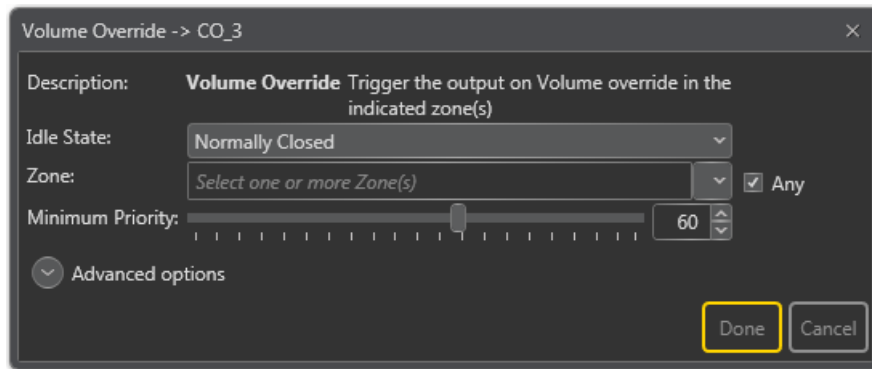 Volume Override -> CO_3
Description: Volume Override Trigger the output on Volume override in the
indicated zone(s)
Idle State: Normally Closed
Zone: Select one or more Zone(s) Any
Minimum Priority: 60
Advanced options
Done Cancel